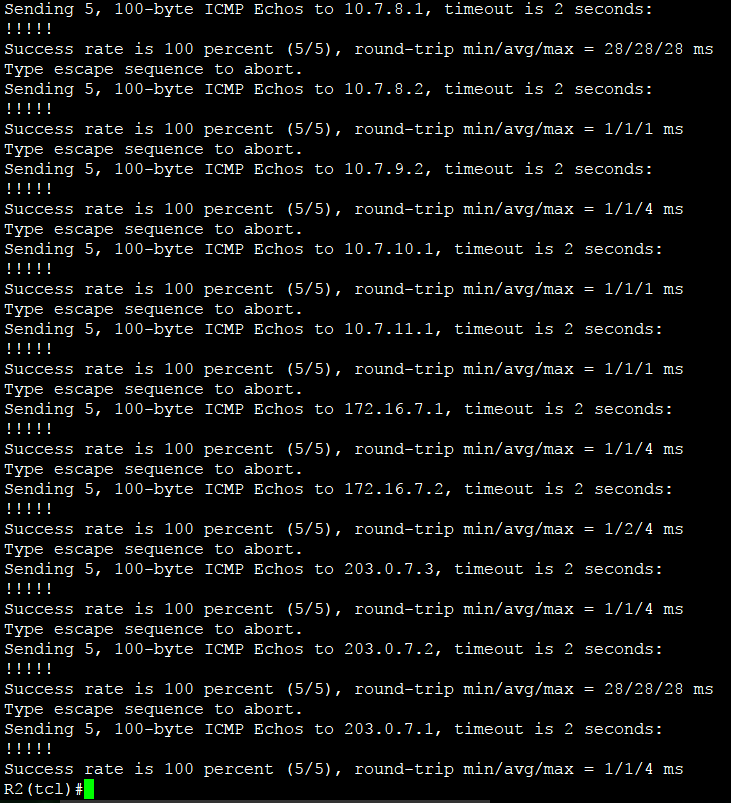 Sending 5, 100-byte ICMP Echos to 10.7.8.1, timeout is 2 seconds:
!!!!!
Success rate is 100 percent (5/5), round-trip min/avg/max = 28/28/28 ms
Type escape sequence to abort.
Sending 5, 100-byte ICMP Echos to 10.7.8.2, timeout is 2 seconds:
!!!!!
Success rate is 100 percent (5/5), round-trip min/avg/max = 1/1/1 ms
Type escape sequence to abort.
Sending 5, 100-byte ICMP Echos to 10.7.9.2, timeout is 2 seconds:
!!!!!
Success rate is 100 percent (5/5), round-trip min/avg/max = 1/1/4 ms
Type escape sequence to abort.
Sending 5, 100-byte ICMP Echos to 10.7.10.1, timeout is 2 seconds:
!!!!!
Success rate is 100 percent (5/5), round-trip min/avg/max = 1/1/1 ms
Type escape sequence to abort.
Sending 5, 100-byte ICMP Echos to 10.7.11.1, timeout is 2 seconds:
!!!!!
Success rate is 100 percent (5/5), round-trip min/avg/max = 1/1/1 ms
Type escape sequence to abort.
Sending 5, 100-byte ICMP Echos to 172.16.7.1, timeout is 2 seconds:
!!!!!
Success rate is 100 percent (5/5), round-trip min/avg/max = 1/1/4 ms
Type escape sequence to abort.
Sending 5, 100-byte ICMP Echos to 172.16.7.2, timeout is 2 seconds:
!!!!!
Success rate is 100 percent (5/5), round-trip min/avg/max = 1/2/4 ms
Type escape sequence to abort.
Sending 5, 100-byte ICMP Echos to 203.0.7.3, timeout is 2 seconds:
!!!!!
Success rate is 100 percent (5/5), round-trip min/avg/max = 1/1/4 ms
Type escape sequence to abort.
Sending 5, 100-byte ICMP Echos to 203.0.7.2, timeout is 2 seconds:
!!!!!
Success rate is 100 percent (5/5), round-trip min/avg/max = 28/28/28 ms
Type escape sequence to abort.
Sending 5, 100-byte ICMP Echos to 203.0.7.1, timeout is 2 seconds:
!!!!!
Success rate is 100 percent (5/5), round-trip min/avg/max = 1/1/4 ms
R2(tcl)#